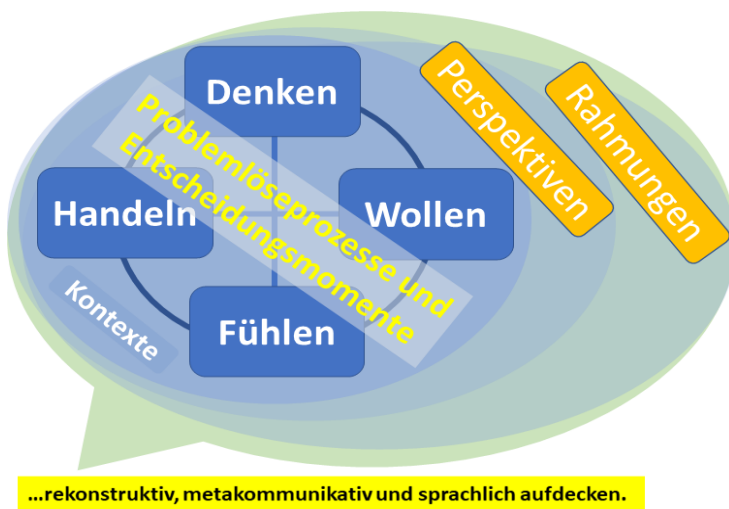 Denken
Perspektiven
Rahmungen
Problemlöseprozesse und
Entscheidungsmomente
Handeln
Wollen
Kontexte
Fühlen
...rekonstruktiv, metakommunikativ und sprachlich aufdecken.